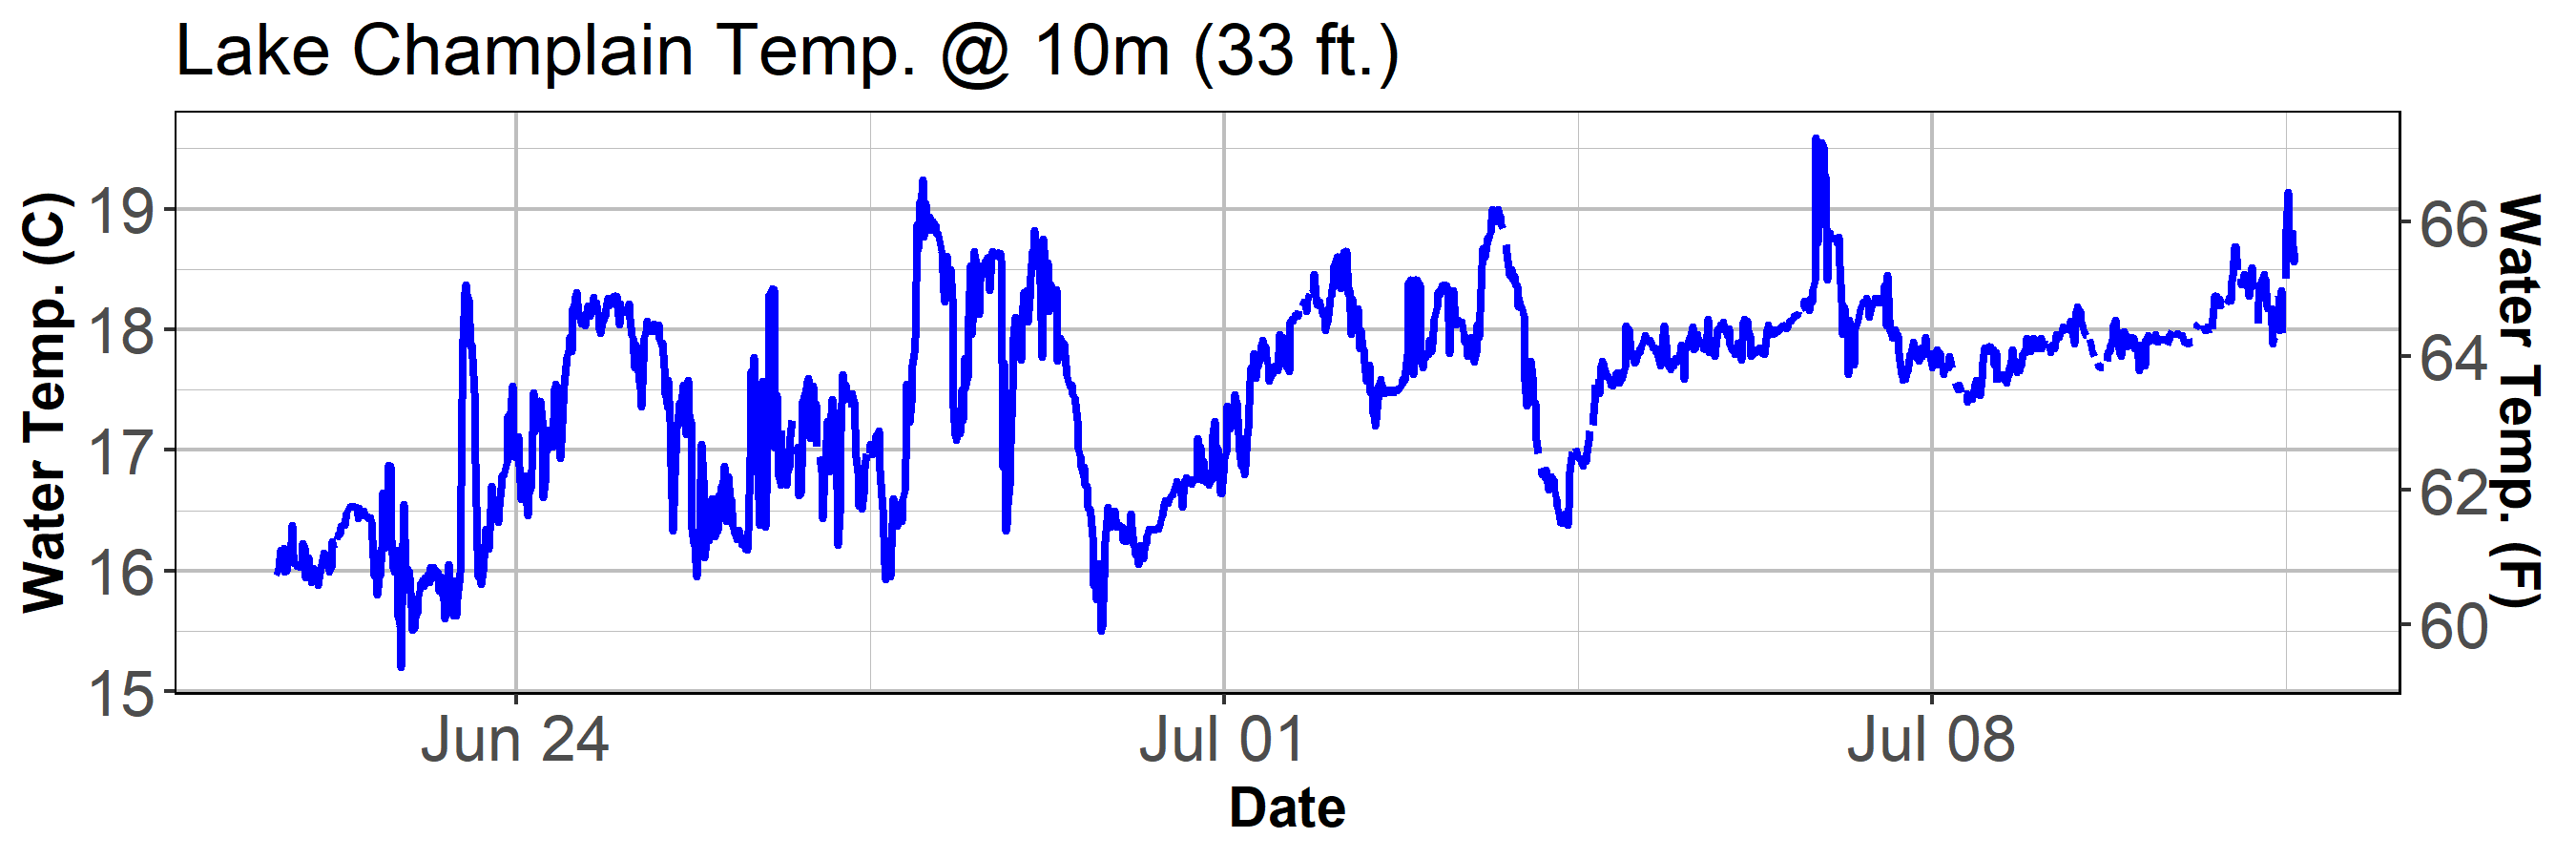 Lake Champlain Temp. @ 10m (33 ft.)
Water Temp. (C)
19
18
17
16
15
66
64
62
60
Water Temp. (F)
Jun 24
Jul 01
Jul 08
Date